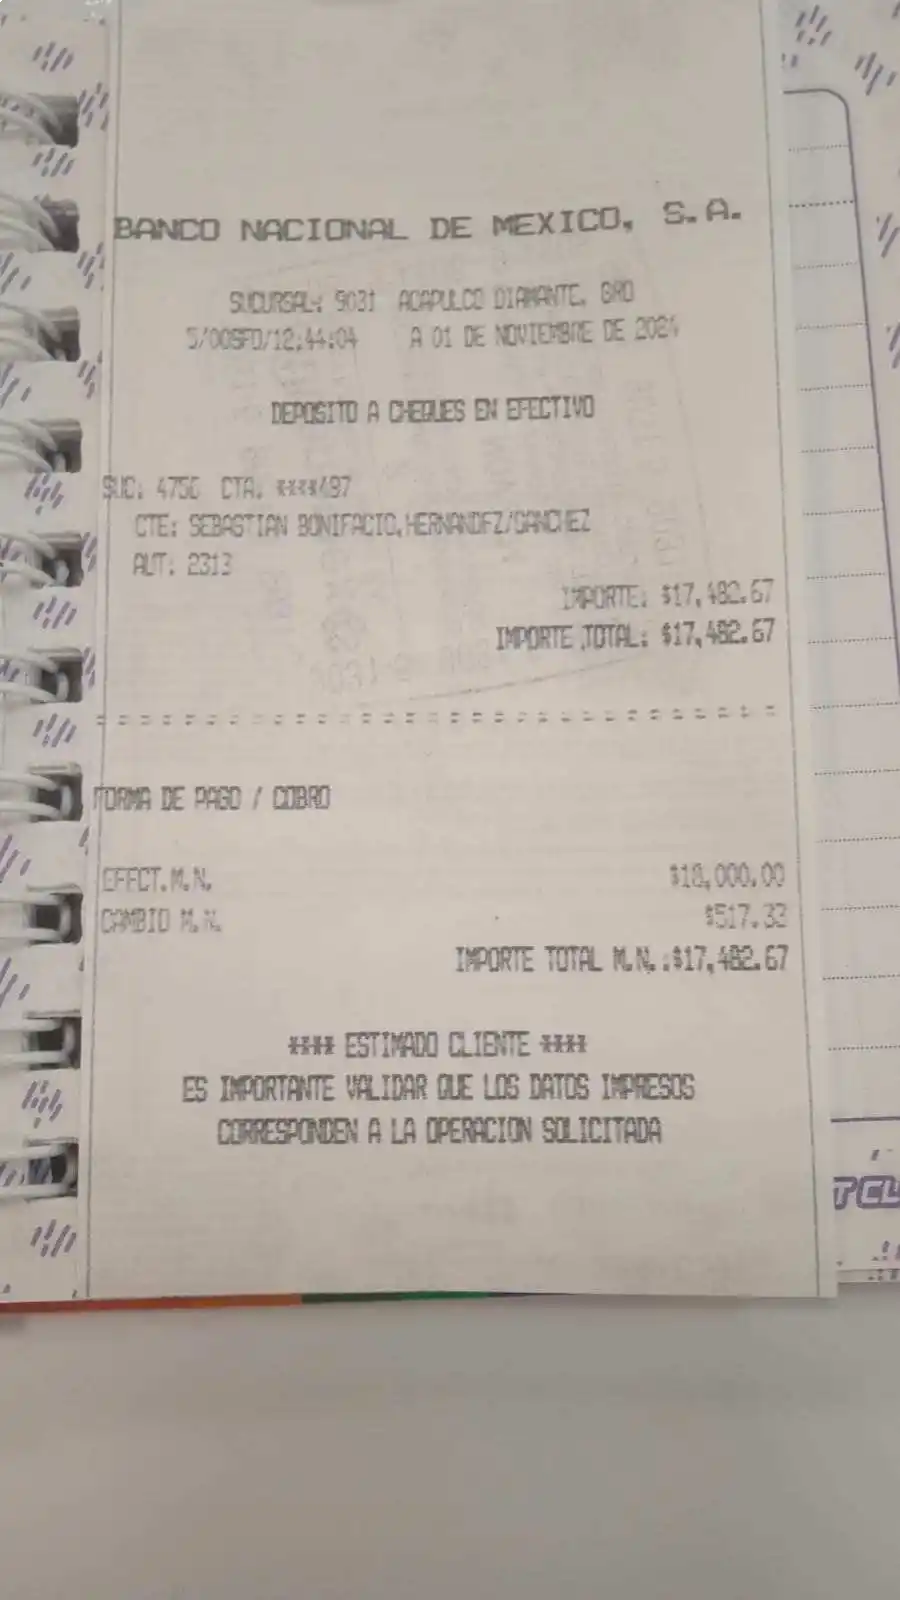 BANCO NACIONAL DE MEXICO, S.A.
SUCURSAL: 9031 ACAPULCO DIAMANTE, GRO
5/00SFD/12:44:04 A 01 DE NOVIEMBRE DE 2024
DEPOSITO A CHEQUES EN EFECTIVO
SUC: 4756 CTA. ****497
CTE: SEBASTIAN BONIFACIO,HERNANDEZ/SANCHEZ
AUT: 2313
IMPORTE: $17,482.67
IMPORTE TOTAL: $17,482.67
FORMA DE PAGO / COBRO
EFECT.M.N. $18,000.00
CAMBIO M.N. $517.33
IMPORTE TOTAL M.N.:$17,482.67
**** ESTIMADO CLIENTE ****
ES IMPORTANTE VALIDAR QUE LOS DATOS IMPRESOS
CORRESPONDEN A LA OPERACION SOLICITADA